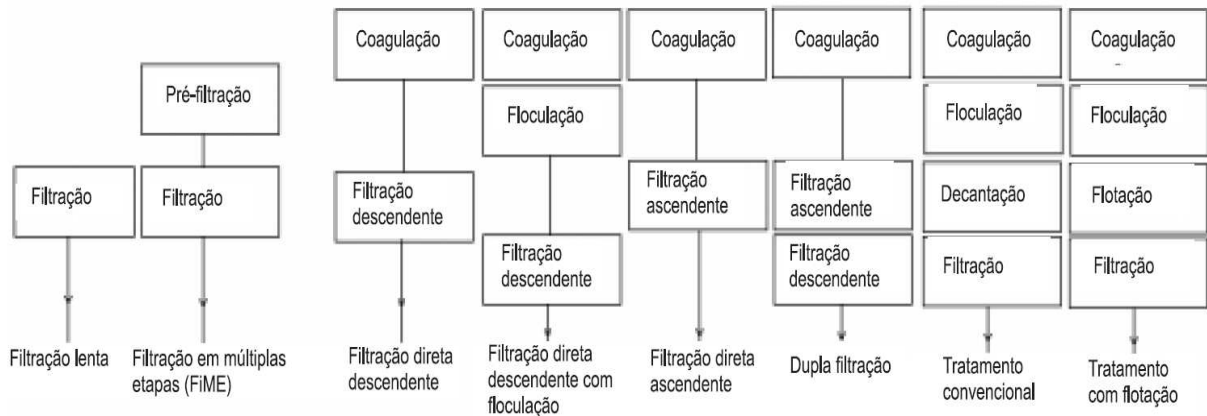 Filtração
Filtração lenta
Pré-filtração
Filtração
Filtração em múltiplas
etapas (FiME)
Coagulação
Filtração
descendente
Filtração direta
descendente
Coagulação
Floculação
Filtração
descendente
Filtração direta
descendente com
floculação
Coagulação
Filtração
ascendente
Filtração direta
ascendente
Coagulação
Filtração
ascendente
Filtração
descendente
Dupla filtração
Coagulação
Floculação
Decantação
Filtração
Tratamento
convencional
Coagulação
Floculação
Flotação
Filtração
Tratamento
com flotação